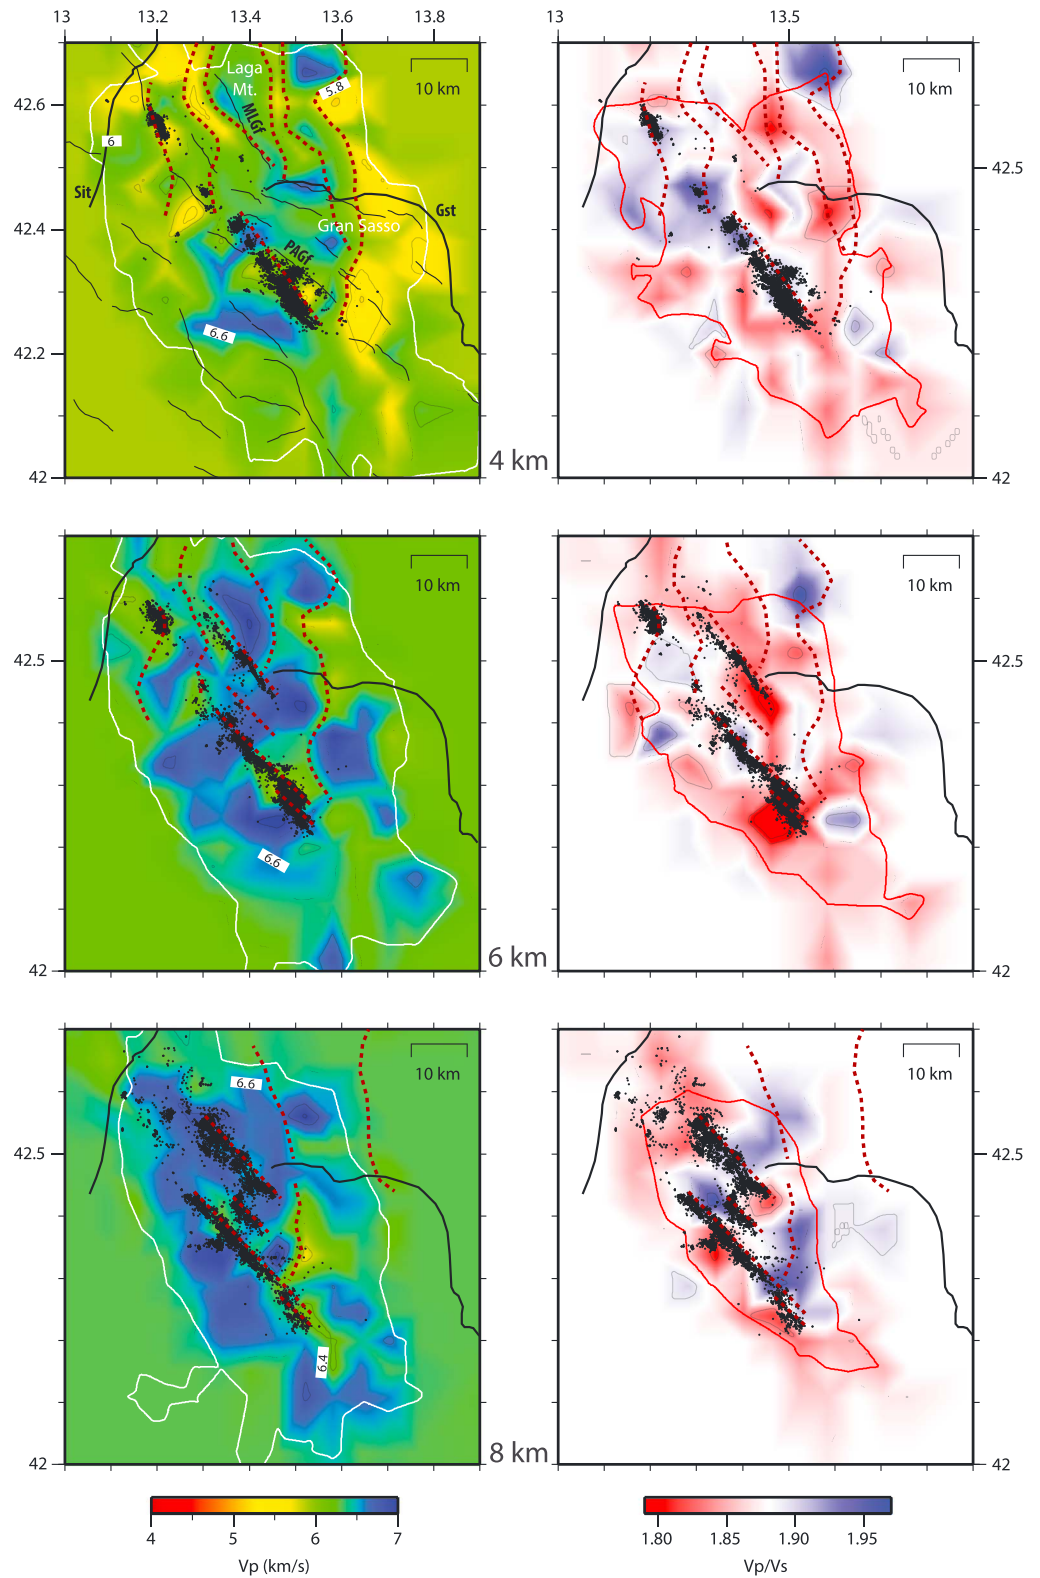 13 13.2 13.4 13.6 13.8
13 13.5
42.6
42.4
42.2
42
Laga
Mt.
MLGf
5.8
10 km
6
Sit
Gran Sasso
Gst
PAGf
6.6
10 km
42.5
42
4 km
42.5
42
10 km
6.6
10 km
42.5
42
6 km
42.5
42
6.6
10 km
6.4
10 km
42.5
42
8 km
4 5 6 7
Vp (km/s)
1.80 1.85 1.90 1.95
Vp/Vs